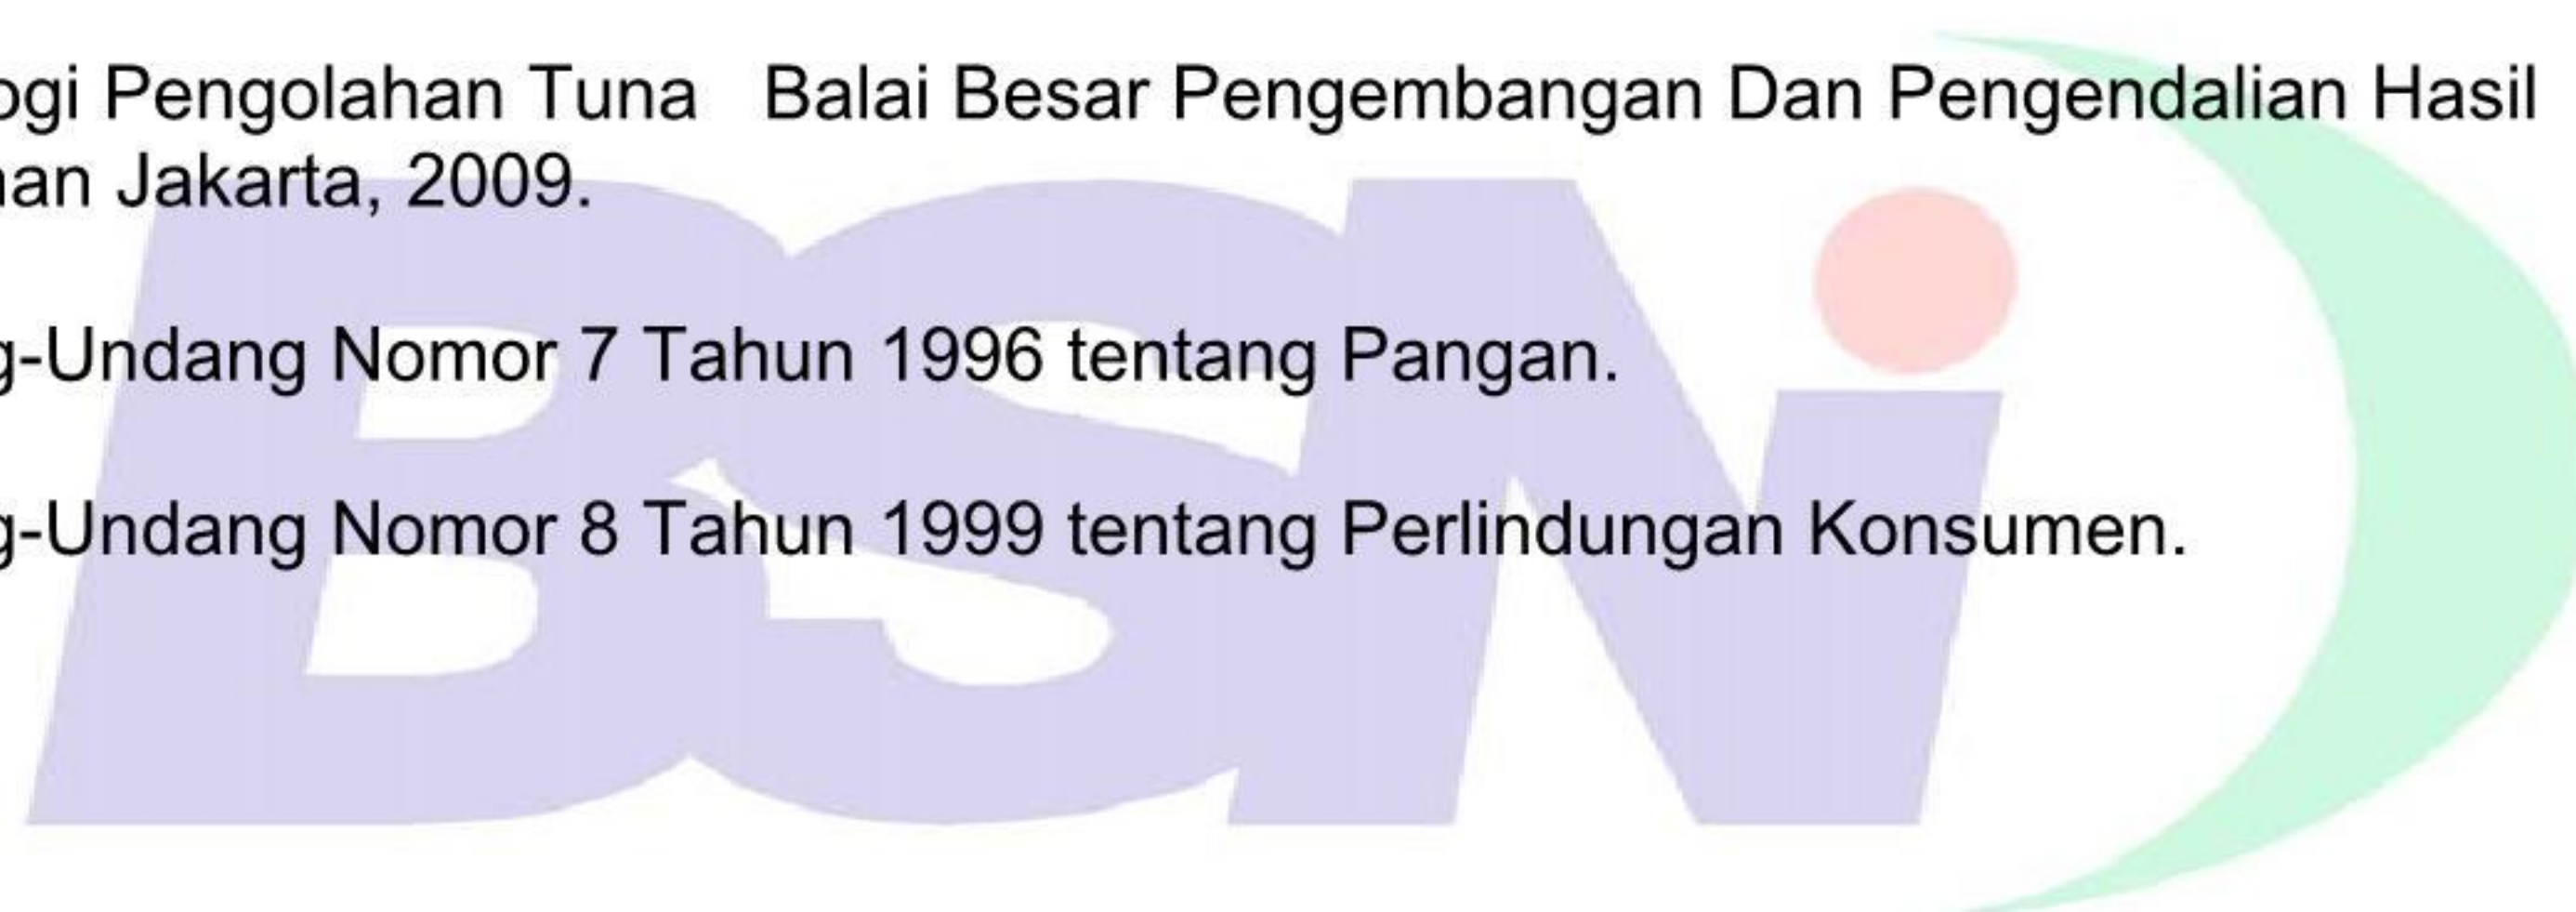 ogi Pengolahan Tuna   Balai Besar Pengembangan Dan Pengendalian Hasil
an Jakarta, 2009.
g-Undang Nomor 7 Tahun 1996 tentang Pangan.
g-Undang Nomor 8 Tahun 1999 tentang Perlindungan Konsumen.
BSNi